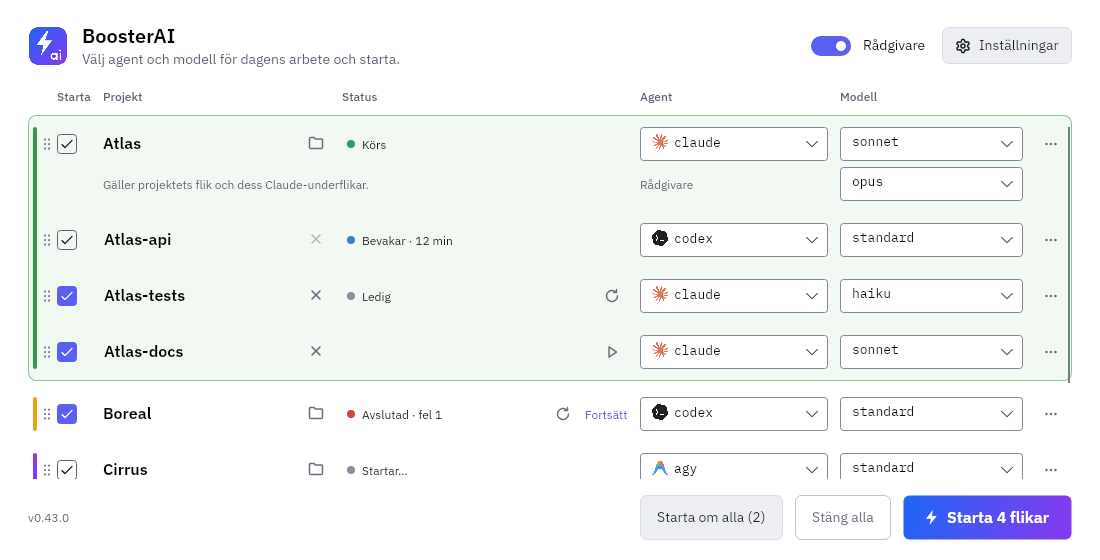 ai
BoosterAI
Välj agent och modell för dagens arbete och starta.
Rådgivare
Inställningar
Starta Projekt Status Agent Modell
Atlas Körs claude sonnet
Gäller projektets flik och dess Claude-underflikar. Rådgivare opus
Atlas-api Bevakar · 12 min codex standard
Atlas-tests Ledig claude haiku
Atlas-docs claude sonnet
Boreal Avslutad · fel 1 Fortsätt codex standard
Cirrus Startar… agy standard
v0.43.0 Starta om alla (2) Stäng alla Starta 4 flikar